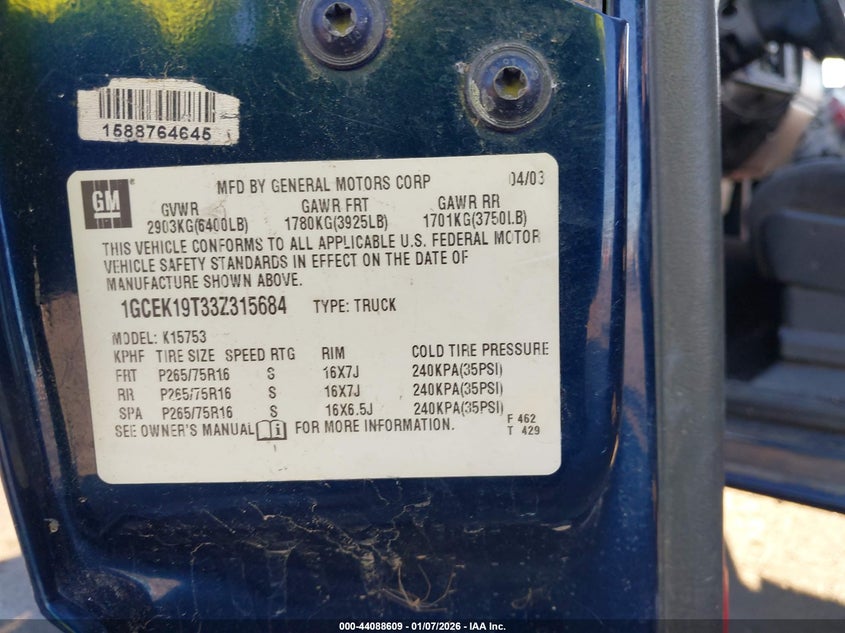 1588764645
GM
MFD BY GENERAL MOTORS CORP 04/03
GVWR GAWR FRT GAWR RR
2903KG(6400LB) 1780KG(3925LB) 1701KG(3750LB)
THIS VEHICLE CONFORMS TO ALL APPLICABLE U.S. FEDERAL MOTOR
VEHICLE SAFETY STANDARDS IN EFFECT ON THE DATE OF
MANUFACTURE SHOWN ABOVE.
1GCEK19T33Z315684 TYPE: TRUCK
MODEL: K15753
KPHF TIRE SIZE SPEED RTG RIM COLD TIRE PRESSURE
FRT P265/75R16 S 16X7J 240KPA(35PSI)
RR P265/75R16 S 16X7J 240KPA(35PSI)
SPA P265/75R16 S 16X6.5J 240KPA(35PSI)
SEE OWNER'S MANUAL FOR MORE INFORMATION.
F 462
T 429
000-44088609 - 01/07/2026 - IAA Inc.